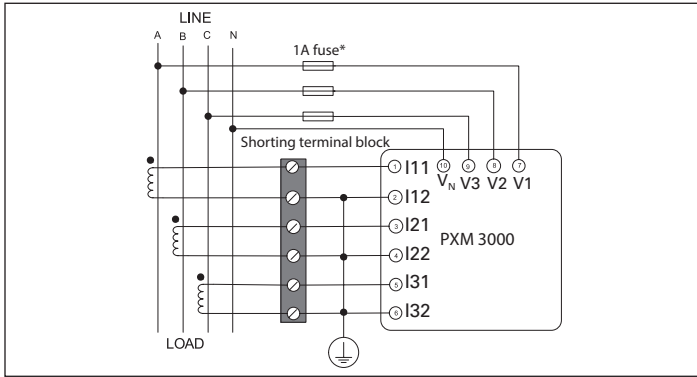 LINE
A B C N
1A fuse*
Shorting terminal block
1 I11 10 9 8 7
VN V3 V2 V1
2 I12
3 I21
PXM 3000
4 I22
5 I31
6 I32
LOAD